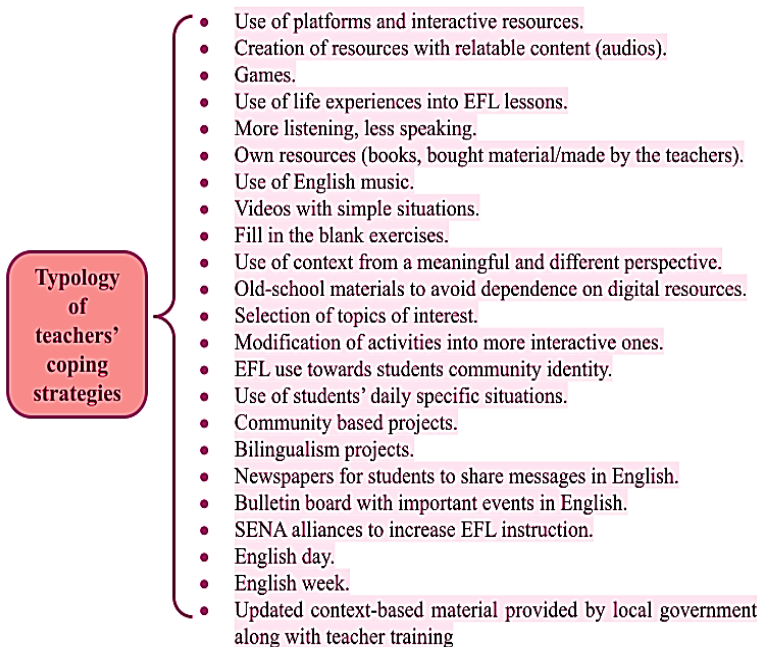 Typology
of
teachers'
coping
strategies
• Use of platforms and interactive resources.
• Creation of resources with relatable content (audios).
• Games.
• Use of life experiences into EFL lessons.
• More listening, less speaking.
• Own resources (books, bought material/made by the teachers).
• Use of English music.
• Videos with simple situations.
• Fill in the blank exercises.
• Use of context from a meaningful and different perspective.
• Old-school materials to avoid dependence on digital resources.
• Selection of topics of interest.
• Modification of activities into more interactive ones.
• EFL use towards students community identity.
• Use of students' daily specific situations.
• Community based projects.
• Bilingualism projects.
• Newspapers for students to share messages in English.
• Bulletin board with important events in English.
• SENA alliances to increase EFL instruction.
• English day.
• English week.
• Updated context-based material provided by local government
along with teacher training